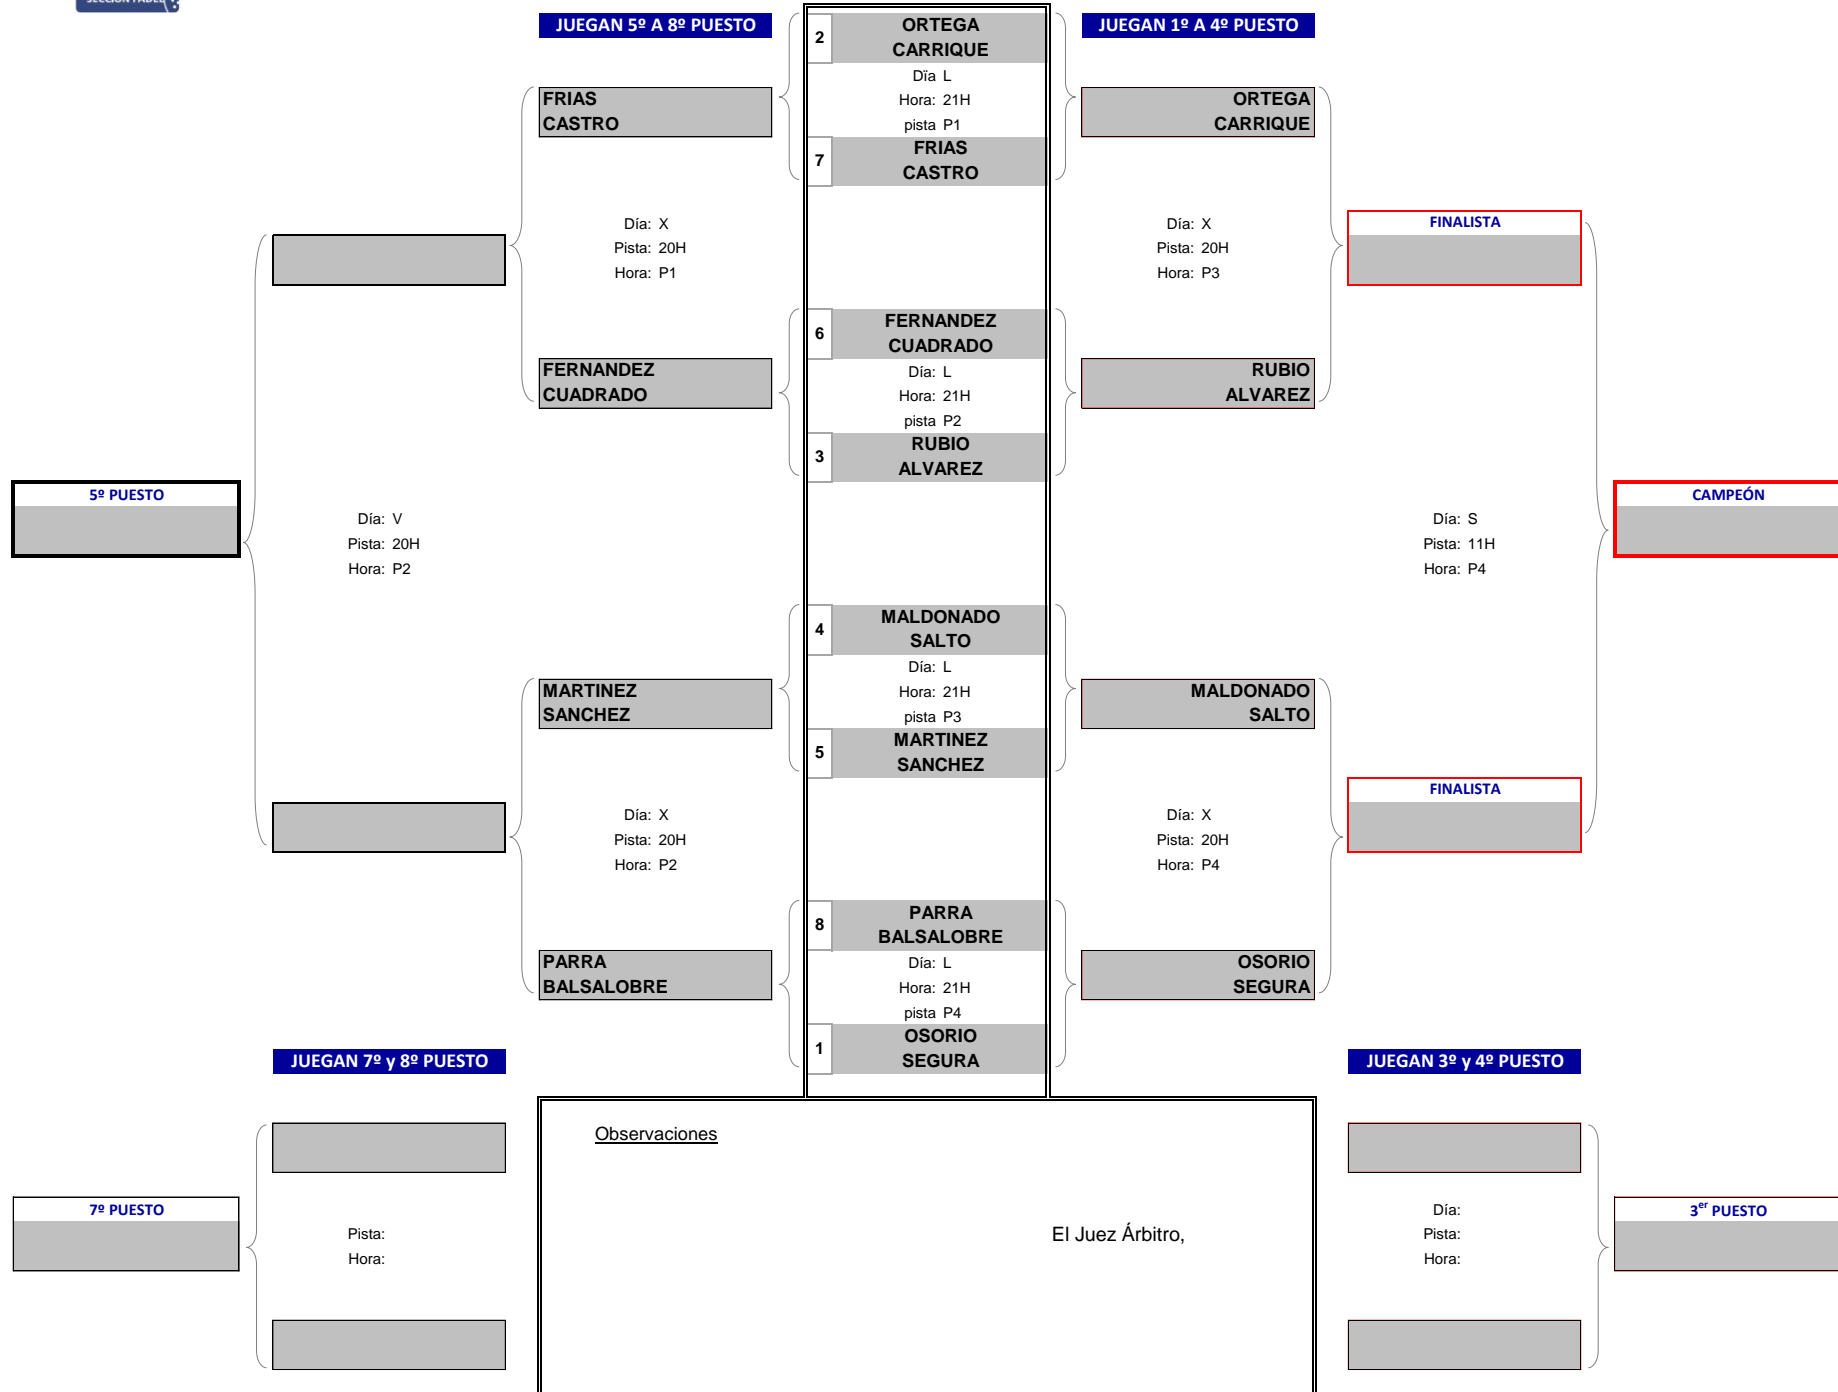 SECCIÓN PADEL
JUEGAN 5º A 8º PUESTO
2
ORTEGA
CARRIQUE
JUEGAN 1º A 4º PUESTO
Dïa L
Hora: 21H
pista P1
FRIAS
CASTRO
ORTEGA
CARRIQUE
7
FRIAS
CASTRO
Día: X
Pista: 20H
Hora: P1
Día: X
Pista: 20H
Hora: P3
FINALISTA
6
FERNANDEZ
CUADRADO
FERNANDEZ
CUADRADO
Día: L
Hora: 21H
pista P2
RUBIO
ALVAREZ
3
RUBIO
ALVAREZ
5º PUESTO
Día: V
Pista: 20H
Hora: P2
Día: S
Pista: 11H
Hora: P4
CAMPEÓN
4
MALDONADO
SALTO
Día: L
Hora: 21H
pista P3
MARTINEZ
SANCHEZ
MALDONADO
SALTO
5
MARTINEZ
SANCHEZ
FINALISTA
Día: X
Pista: 20H
Hora: P2
Día: X
Pista: 20H
Hora: P4
8
PARRA
BALSALOBRE
PARRA
BALSALOBRE
Día: L
Hora: 21H
pista P4
OSORIO
SEGURA
1
OSORIO
SEGURA
JUEGAN 7º y 8º PUESTO
JUEGAN 3º y 4º PUESTO
Observaciones
7º PUESTO
Pista:
Hora:
El Juez Árbitro,
Día:
Pista:
Hora:
3er PUESTO